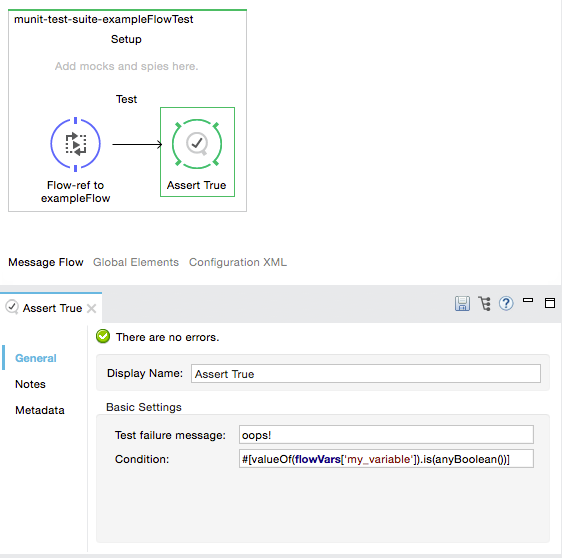 munit-test-suite-exampleFlowTest
Setup
Add mocks and spies here.
Test
Flow-ref to
exampleFlow
Assert True
Message Flow Global Elements Configuration XML
Assert True
There are no errors.
General
Notes
Metadata
Display Name: Assert True
Basic Settings
Test failure message: oops!
Condition: #[valueOf(flowVars['my_variable']).is(anyBoolean())]